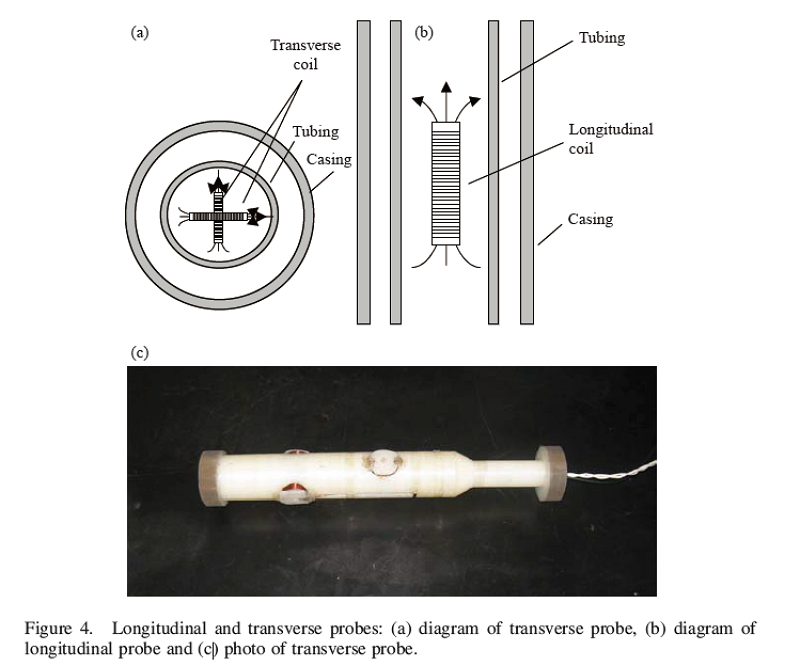 (a)
Transverse
coil
Tubing
Casing
(b)
Tubing
Longitudinal
coil
Casing
(c)
Figure 4. Longitudinal and transverse probes: (a) diagram of transverse probe, (b) diagram of
longitudinal probe and (c) photo of transverse probe.